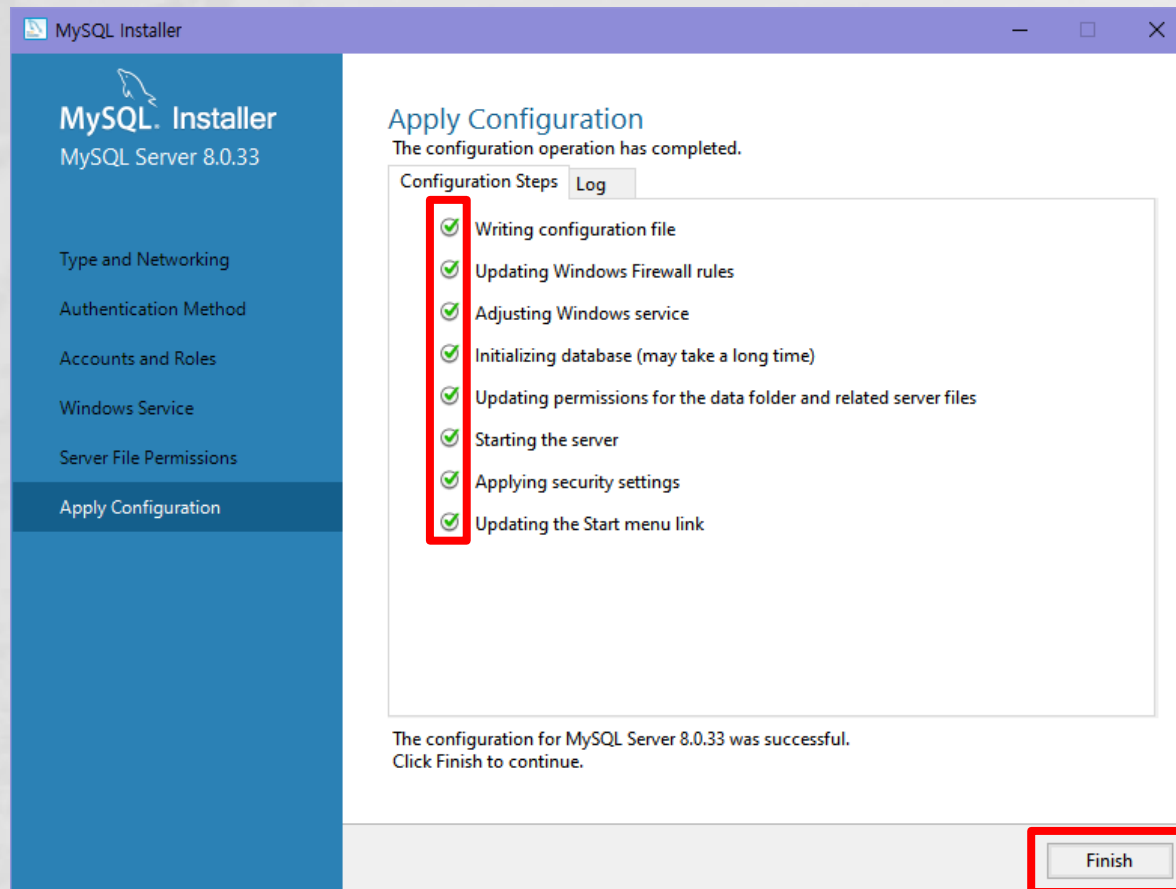 MySQL Installer
MySQL. Installer
MySQL Server 8.0.33
Type and Networking
Authentication Method
Accounts and Roles
Windows Service
Server File Permissions
Apply Configuration
Apply Configuration
The configuration operation has completed.
Configuration Steps Log
Writing configuration file
Updating Windows Firewall rules
Adjusting Windows service
Initializing database (may take a long time)
Updating permissions for the data folder and related server files
Starting the server
Applying security settings
Updating the Start menu link
The configuration for MySQL Server 8.0.33 was successful.
Click Finish to continue.
Finish